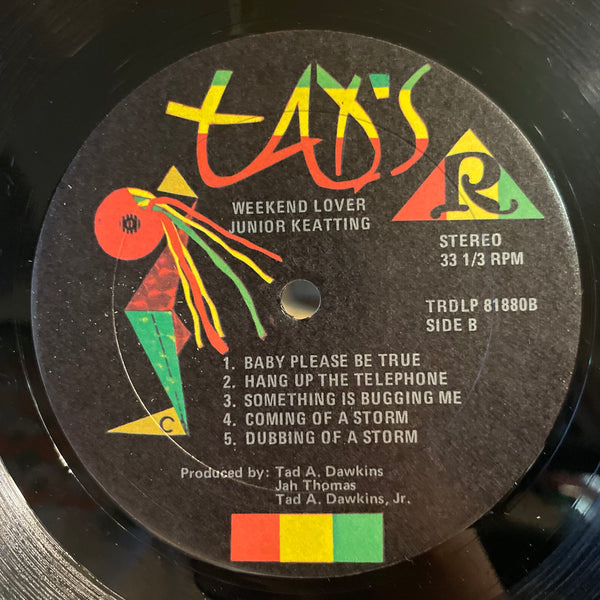 TAD'S
WEEKEND LOVER
JUNIOR KEATTING
R
STEREO
33 1/3 RPM
TRDLP 81880B
SIDE B
1. BABY PLEASE BE TRUE
2. HANG UP THE TELEPHONE
3. SOMETHING IS BUGGING ME
4. COMING OF A STORM
5. DUBBING OF A STORM
C
Produced by: Tad A. Dawkins
Jah Thomas
Tad A. Dawkins, Jr.